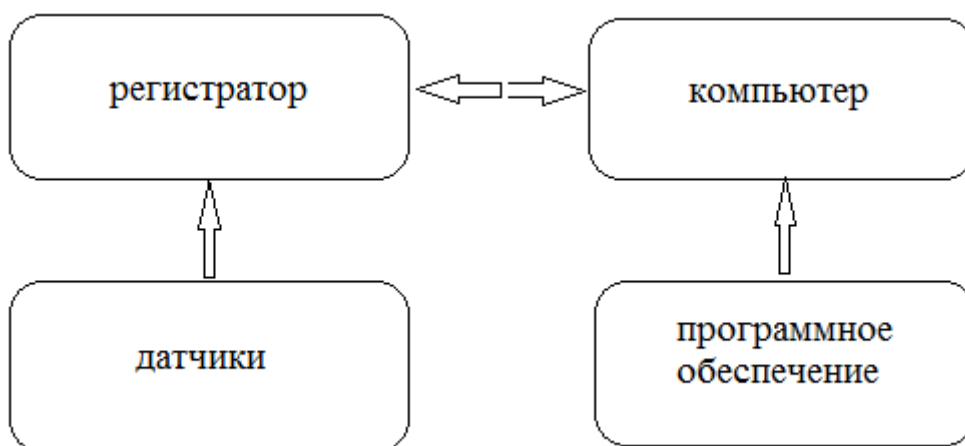 регистратор
компьютер
датчики
программное
обеспечение